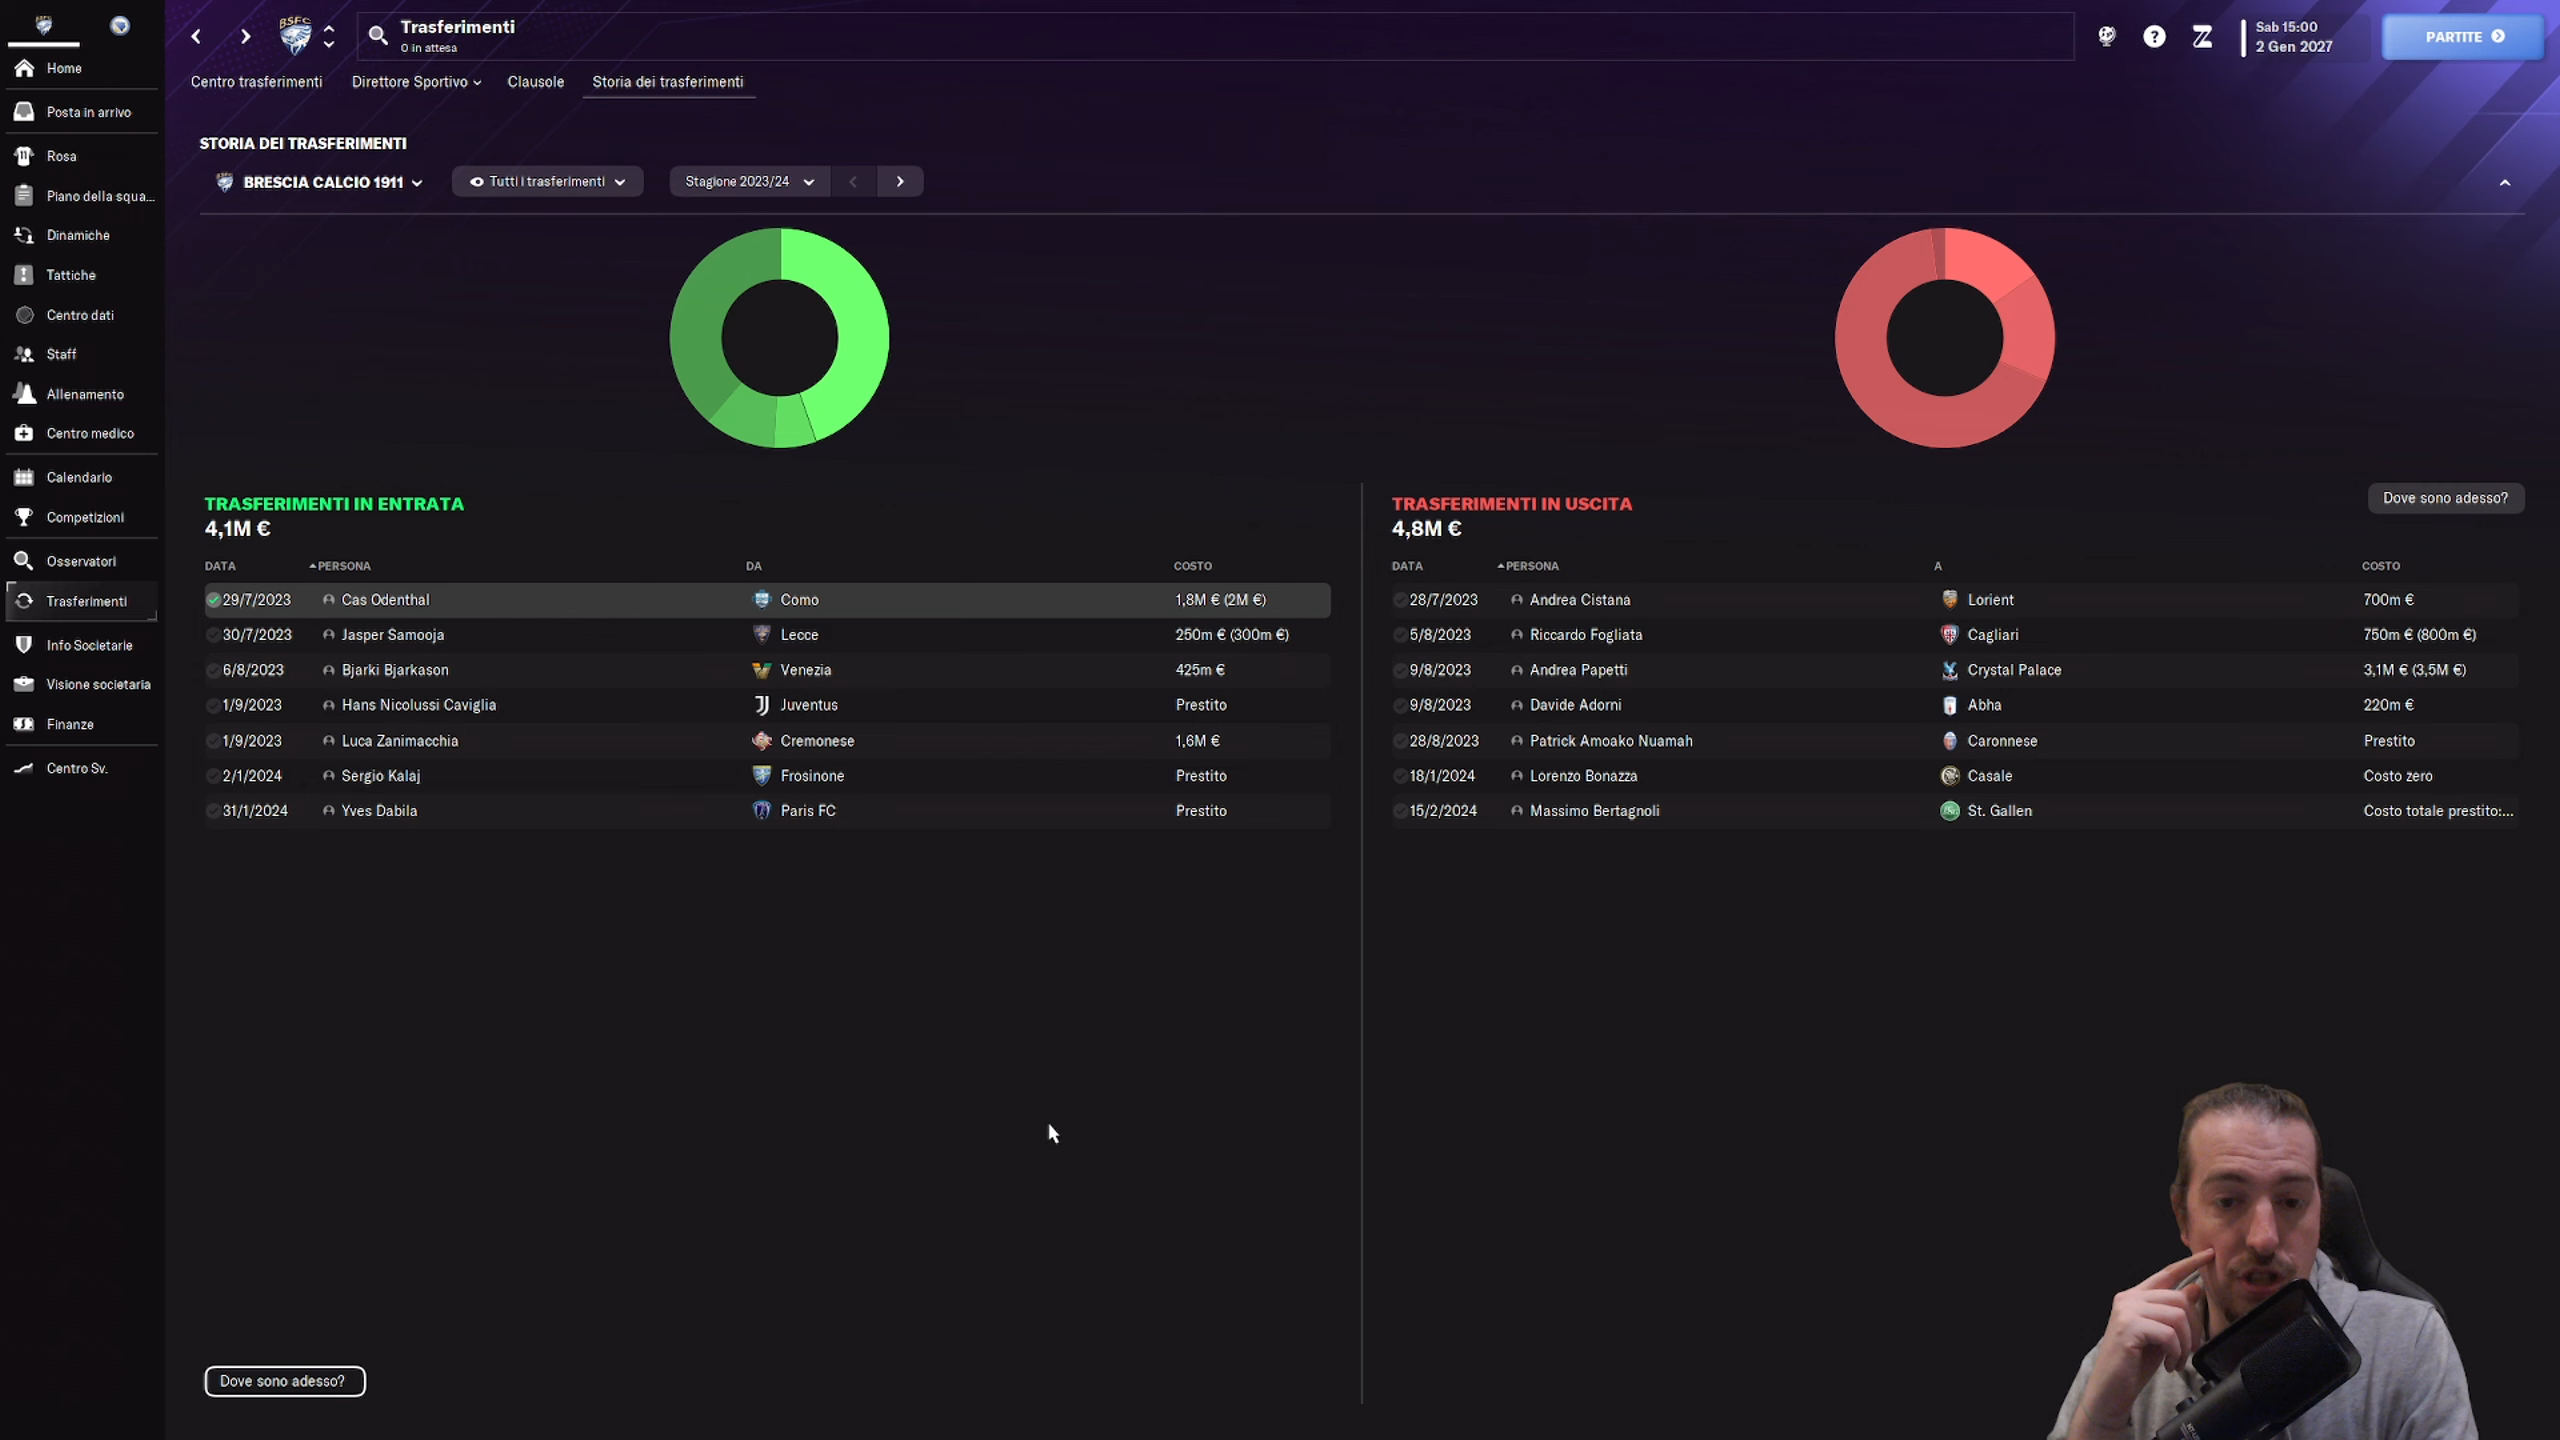 Trasferimenti
0 in attesa
Sab 15:00
2 Gen 2027
PARTITE
Home
Posta in arrivo
Rosa
Piano della squa...
Dinamiche
Tattiche
Centro dati
Staff
Allenamento
Centro medico
Calendario
Competizioni
Osservatori
Trasferimenti
Info Societarie
Visione societaria
Finanze
Centro Sv.
Centro trasferimenti Direttore Sportivo Clausole Storia dei trasferimenti
STORIA DEI TRASFERIMENTI
BRESCIA CALCIO 1911 Tutti i trasferimenti Stagione 2023/24
TRASFERIMENTI IN ENTRATA
4,1M €
DATA PERSONA DA COSTO
29/7/2023 Cas Odenthal Como 1,8M € (2M €)
30/7/2023 Jasper Samooja Lecce 250m € (300m €)
6/8/2023 Bjarki Bjarkason Venezia 425m €
1/9/2023 Hans Nicolussi Caviglia Juventus Prestito
1/9/2023 Luca Zanimacchia Cremonese 1,6M €
2/1/2024 Sergio Kalaj Frosinone Prestito
31/1/2024 Yves Dabila Paris FC Prestito
Dove sono adesso?
TRASFERIMENTI IN USCITA
4,8M €
Dove sono adesso?
DATA PERSONA A COSTO
28/7/2023 Andrea Cistana Lorient 700m €
5/8/2023 Riccardo Fogliata Cagliari 750m € (800m €)
9/8/2023 Andrea Papetti Crystal Palace 3,1M € (3,5M €)
9/8/2023 Davide Adorni Abha 220m €
28/8/2023 Patrick Amoako Nuamah Caronnese Prestito
18/1/2024 Lorenzo Bonazza Casale Costo zero
15/2/2024 Massimo Bertagnoli St. Gallen Costo totale prestito:...